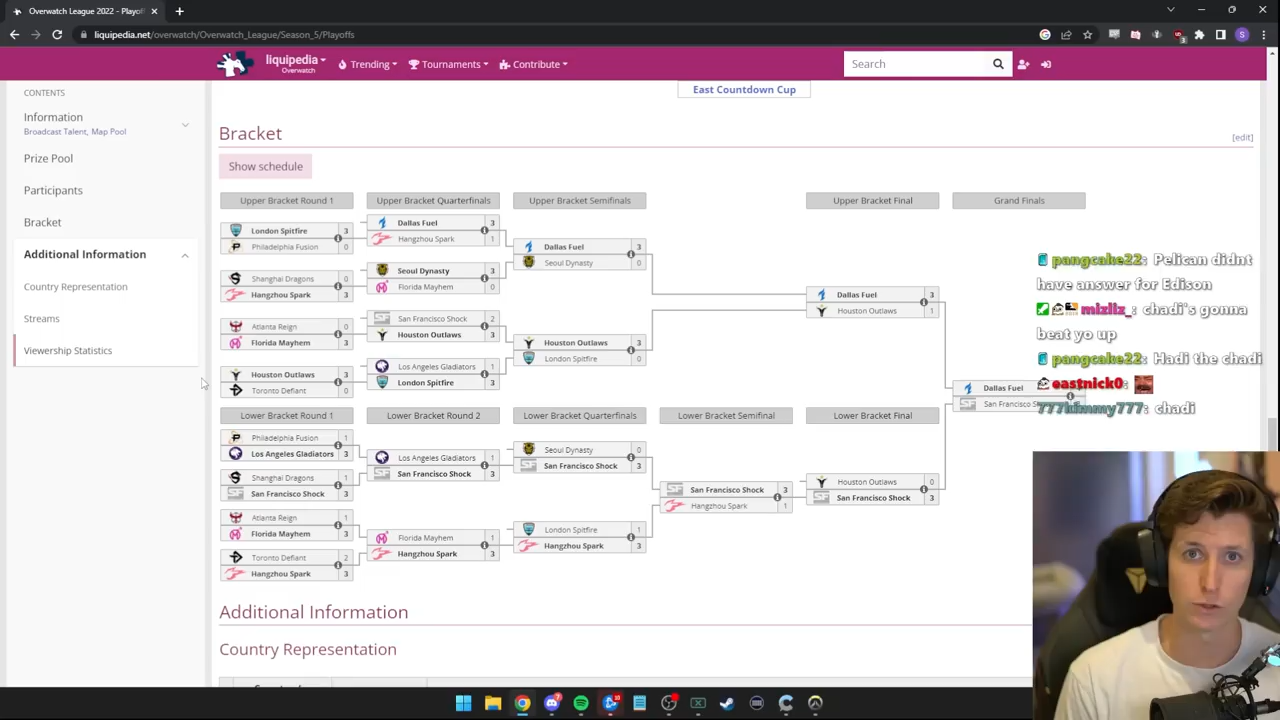 Overwatch League 2022 - Playoff
liquipedia.net/overwatch/Overwatch_League/Season_5/Playoffs
liquipedia
Overwatch
Trending
Tournaments
Contribute
Search
CONTENTS
Information
Broadcast Talent, Map Pool
Prize Pool
Participants
Bracket
Additional Information
Country Representation
Streams
Viewership Statistics
East Countdown Cup
Bracket
[edit]
Show schedule
Upper Bracket Round 1
Upper Bracket Quarterfinals
Upper Bracket Semifinals
Upper Bracket Final
Grand Finals
London Spitfire 3
Philadelphia Fusion 0
Shanghai Dragons 0
Hangzhou Spark 3
Atlanta Reign 0
Florida Mayhem 3
Houston Outlaws 3
Toronto Defiant 0
Dallas Fuel 3
Hangzhou Spark 1
Seoul Dynasty 3
Florida Mayhem 0
San Francisco Shock 2
Houston Outlaws 3
Los Angeles Gladiators 0
London Spitfire 3
Dallas Fuel 3
Seoul Dynasty 0
Houston Outlaws 3
London Spitfire 0
Dallas Fuel 3
Houston Outlaws 1
Dallas Fuel
San Francisco Sho
Lower Bracket Round 1
Lower Bracket Round 2
Lower Bracket Quarterfinals
Lower Bracket Semifinal
Lower Bracket Final
Philadelphia Fusion 1
Los Angeles Gladiators 3
Shanghai Dragons 1
San Francisco Shock 3
Atlanta Reign 1
Florida Mayhem 3
Toronto Defiant 2
Hangzhou Spark 3
Los Angeles Gladiators 1
San Francisco Shock 3
Florida Mayhem 1
Hangzhou Spark 3
Seoul Dynasty 0
San Francisco Shock 3
London Spitfire 1
Hangzhou Spark 3
San Francisco Shock 3
Hangzhou Spark 1
Houston Outlaws 0
San Francisco Shock 3
Additional Information
Country Representation
pangcake22: Pelican didnt
have answer for Edison
mizliz_: chadi's gonna
beat yo up
pangcake22: Hadi the chadi
eastnick0:
777kimmy777: chadi